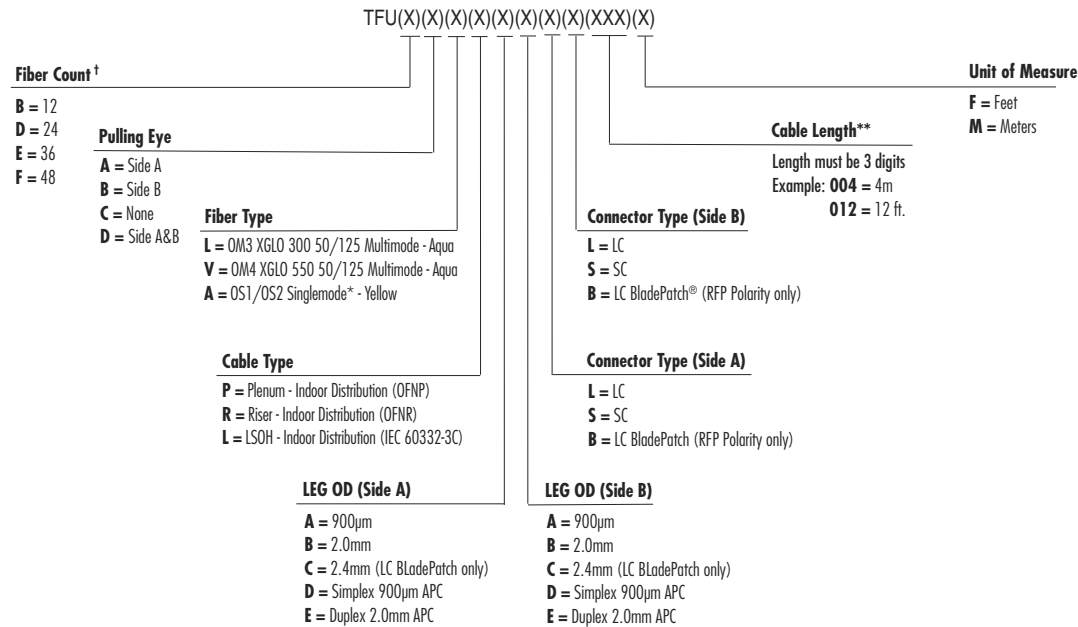 TFU(X)(X)(X)(X)(X)(X)(X)(X)(XXX)(X)
Fiber Count †
B = 12
D = 24
E = 36
F = 48
Pulling Eye
A = Side A
B = Side B
C = None
D = Side A&B
Fiber Type
L = OM3 XGLO 300 50/125 Multimode - Aqua
V = OM4 XGLO 550 50/125 Multimode - Aqua
A = OS1/OS2 Singlemode* - Yellow
Cable Type
P = Plenum - Indoor Distribution (OFNP)
R = Riser - Indoor Distribution (OFNR)
L = LSOH - Indoor Distribution (IEC 60332-3C)
LEG OD (Side A)
A = 900µm
B = 2.0mm
C = 2.4mm (LC BLadePatch only)
D = Simplex 900µm APC
E = Duplex 2.0mm APC
LEG OD (Side B)
A = 900µm
B = 2.0mm
C = 2.4mm (LC BLadePatch only)
D = Simplex 900µm APC
E = Duplex 2.0mm APC
Connector Type (Side A)
L = LC
S = SC
B = LC BladePatch (RFP Polarity only)
Connector Type (Side B)
L = LC
S = SC
B = LC BladePatch® (RFP Polarity only)
Cable Length**
Length must be 3 digits
Example: 004 = 4m
012 = 12 ft.
Unit of Measure
F = Feet
M = Meters